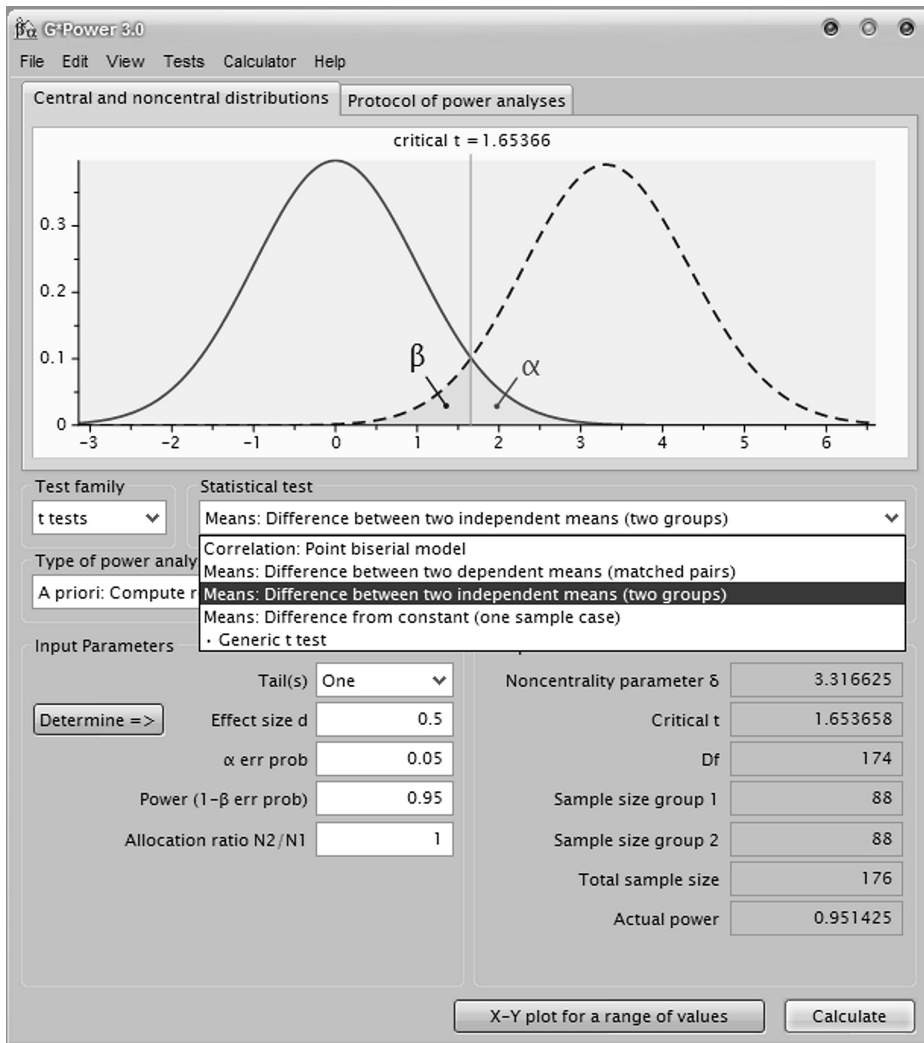 βα G*Power 3.0
File Edit View Tests Calculator Help
Central and noncentral distributions Protocol of power analyses
critical t = 1.65366
0.3
0.2
0.1
0
β α
-3 -2 -1 0 1 2 3 4 5 6
Test family Statistical test
t tests Means: Difference between two independent means (two groups)
Correlation: Point biserial model
Type of power analy Means: Difference between two dependent means (matched pairs)
A priori: Compute Means: Difference between two independent means (two groups)
Means: Difference from constant (one sample case)
· Generic t test
Input Parameters
Tail(s) One Noncentrality parameter δ 3.316625
Determine => Effect size d 0.5 Critical t 1.653658
α err prob 0.05 Df 174
Power (1-β err prob) 0.95 Sample size group 1 88
Allocation ratio N2/N1 1 Sample size group 2 88
Total sample size 176
Actual power 0.951425
X-Y plot for a range of values Calculate